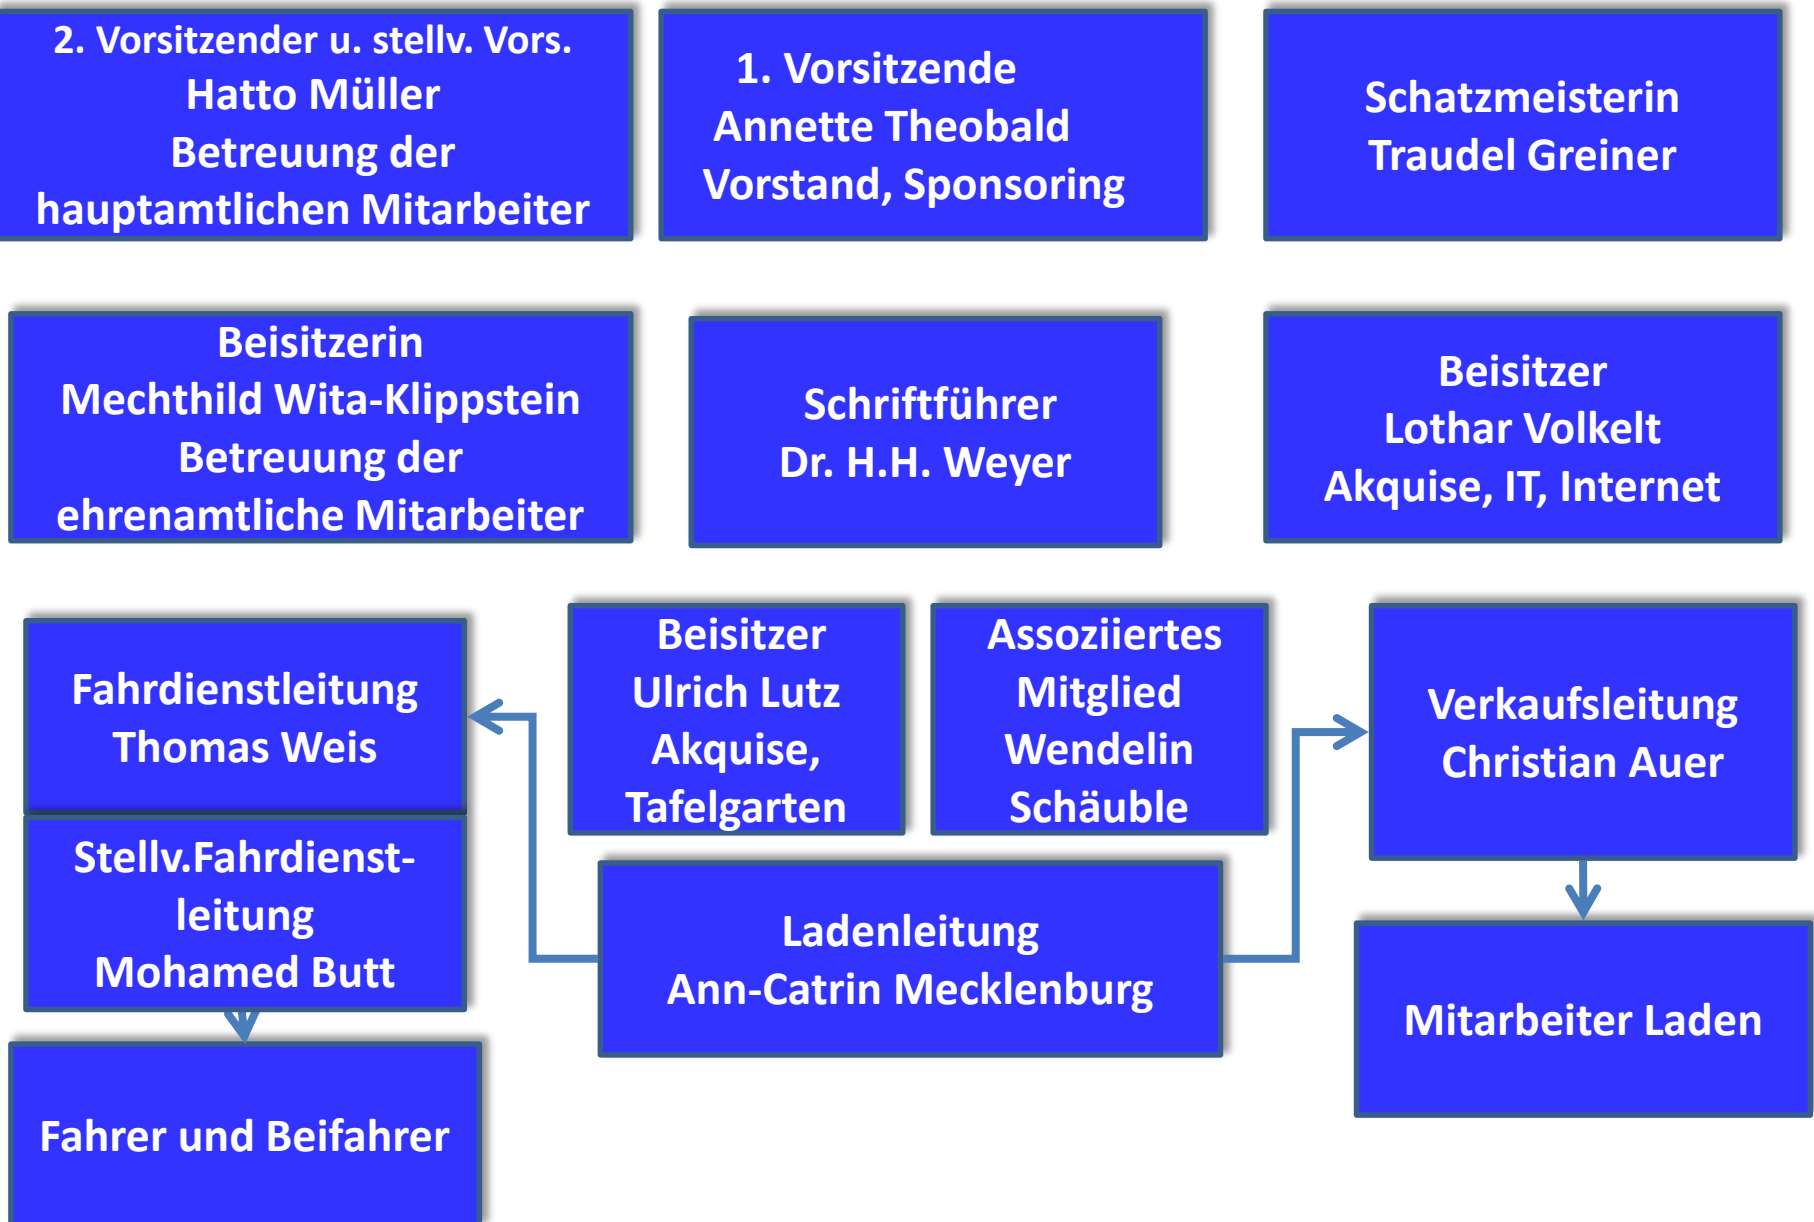 2. Vorsitzender u. stellv. Vors.
Hatto Müller
Betreuung der
hauptamtlichen Mitarbeiter
1. Vorsitzende
Annette Theobald
Vorstand, Sponsoring
Schatzmeisterin
Traudel Greiner
Beisitzerin
Mechthild Wita-Klippstein
Betreuung der
ehrenamtliche Mitarbeiter
Schriftführer
Dr. H.H. Weyer
Beisitzer
Lothar Volkelt
Akquise, IT, Internet
Fahrdienstleitung
Thomas Weis
Stellv.Fahrdienst-
leitung
Mohamed Butt
Fahrer und Beifahrer
Beisitzer
Ulrich Lutz
Akquise,
Tafelgarten
Assoziiertes
Mitglied
Wendelin
Schäuble
Ladenleitung
Ann-Catrin Mecklenburg
Verkaufsleitung
Christian Auer
Mitarbeiter Laden